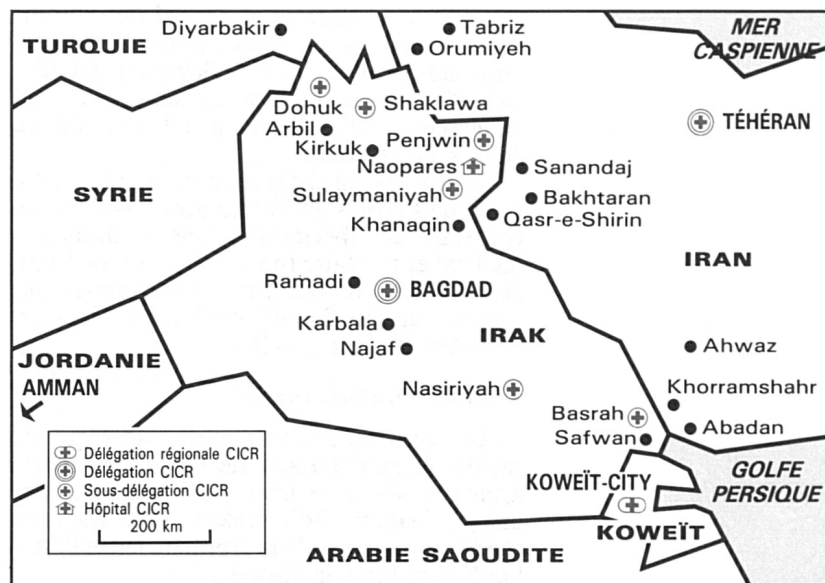 Diyarbakir
Tabriz
MER
CASPIENNE
TURQUIE
Orumiyeh
Dohuk
Shaklawa
TÉHÉRAN
Arbil
Kirkuk
Penjwin
Naopares
Sanandaj
SYRIE
Sulaymaniyah
Bakhtaran
Qasr-e-Shirin
Khanaqin
IRAN
Ramadi
BAGDAD
Karbala
IRAK
Najaf
Ahwaz
JORDANIE
AMMAN
Nasiriyah
Khorramshahr
Basrah
Safwan
Abadan
Délégation régionale CICR
Délégation CICR
Sous-délégation CICR
Hôpital CICR
200 km
KOWEÏT-CITY
GOLFE
PERSIQUE
KOWEÏT
ARABIE SAOUDITE